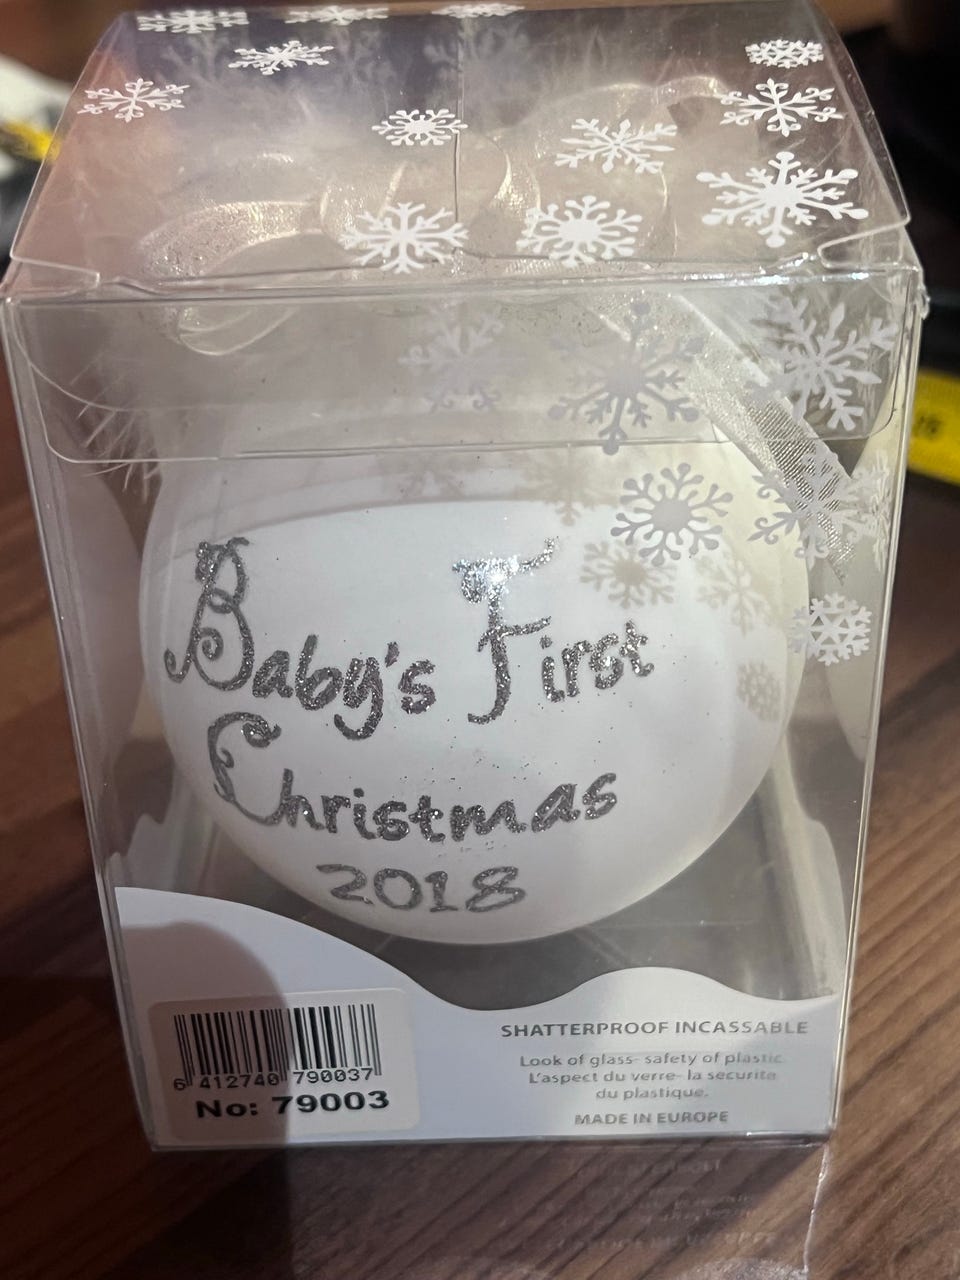 Baby's First
Christmas
2018
6 412740 790037
No: 79003
SHATTERPROOF INCASSABLE
Look of glass- safety of plastic
L'aspect du verre- la securite
du plastique.
MADE IN EUROPE